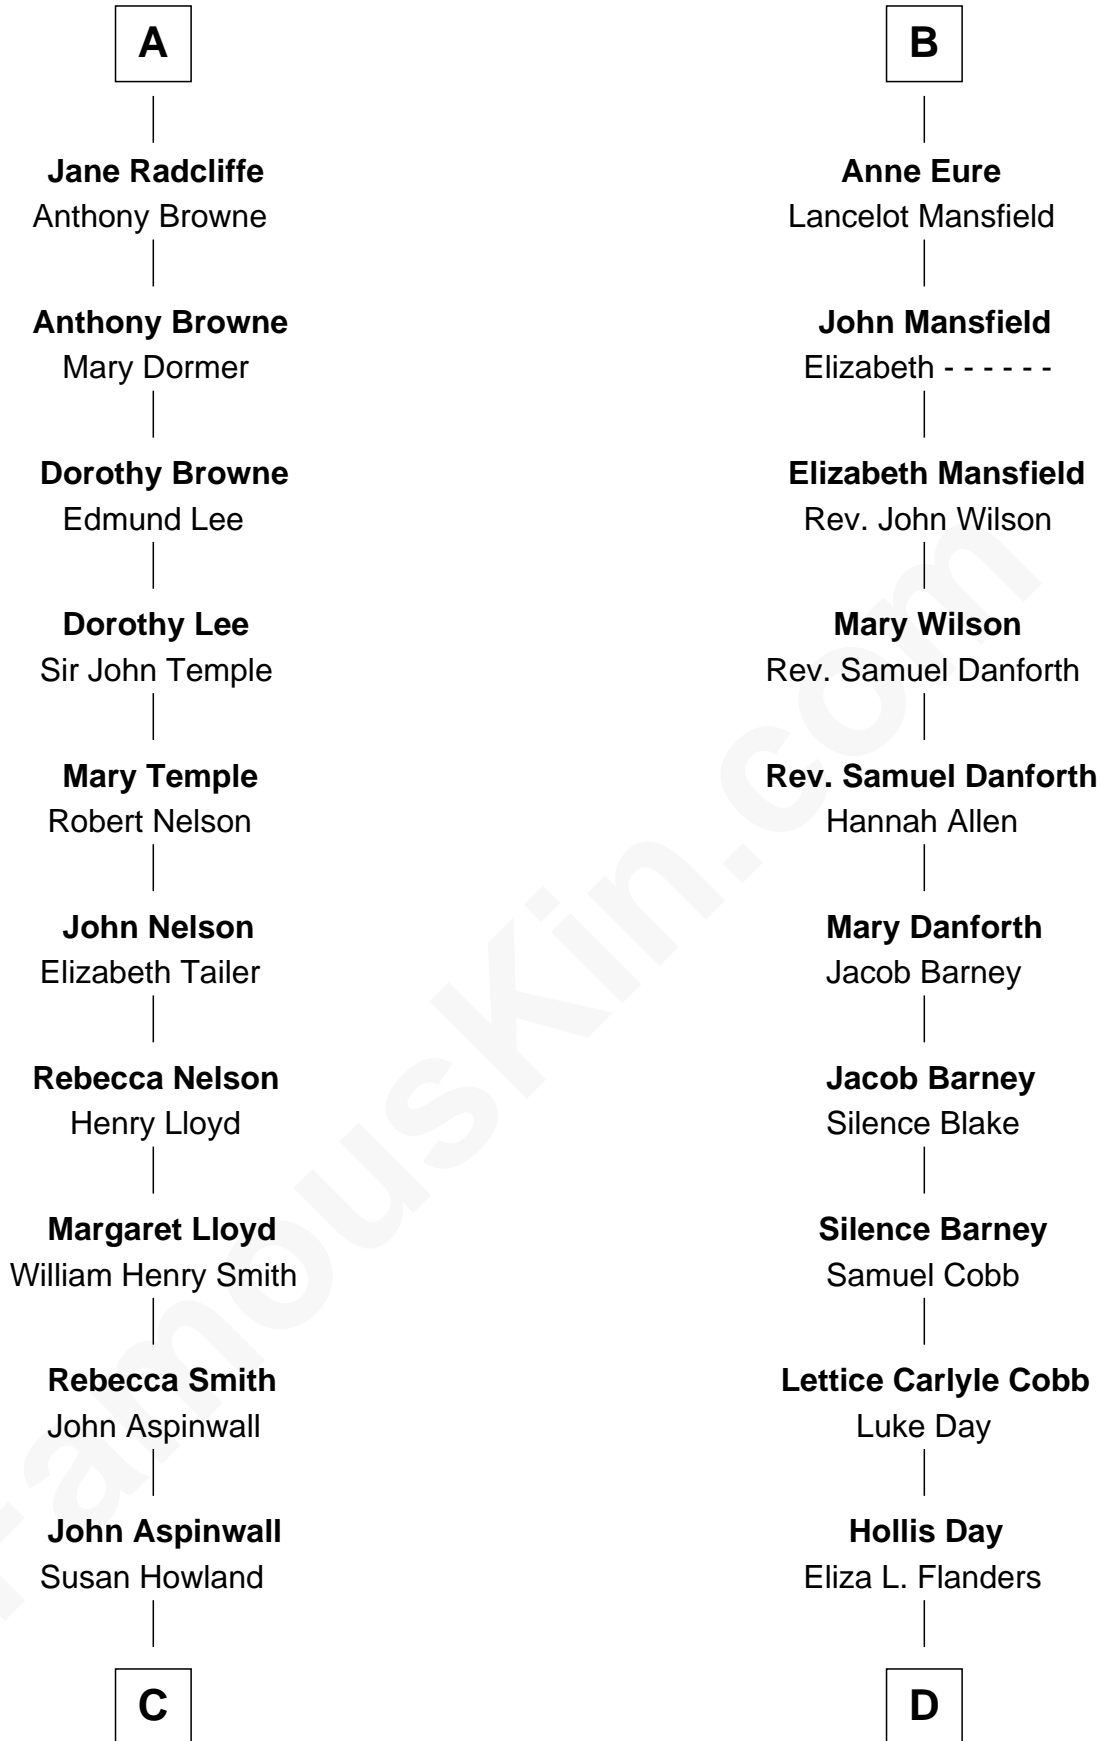 A
Jane Radcliffe
Anthony Browne
Anthony Browne
Mary Dormer
Dorothy Browne
Edmund Lee
Dorothy Lee
Sir John Temple
Mary Temple
Robert Nelson
John Nelson
Elizabeth Tailer
Rebecca Nelson
Henry Lloyd
Margaret Lloyd
William Henry Smith
Rebecca Smith
John Aspinwall
John Aspinwall
Susan Howland
C
B
Anne Eure
Lancelot Mansfield
John Mansfield
Elizabeth - - - - - -
Elizabeth Mansfield
Rev. John Wilson
Mary Wilson
Rev. Samuel Danforth
Rev. Samuel Danforth
Hannah Allen
Mary Danforth
Jacob Barney
Jacob Barney
Silence Blake
Silence Barney
Samuel Cobb
Lettice Carlyle Cobb
Luke Day
Hollis Day
Eliza L. Flanders
D
FamousKin.com